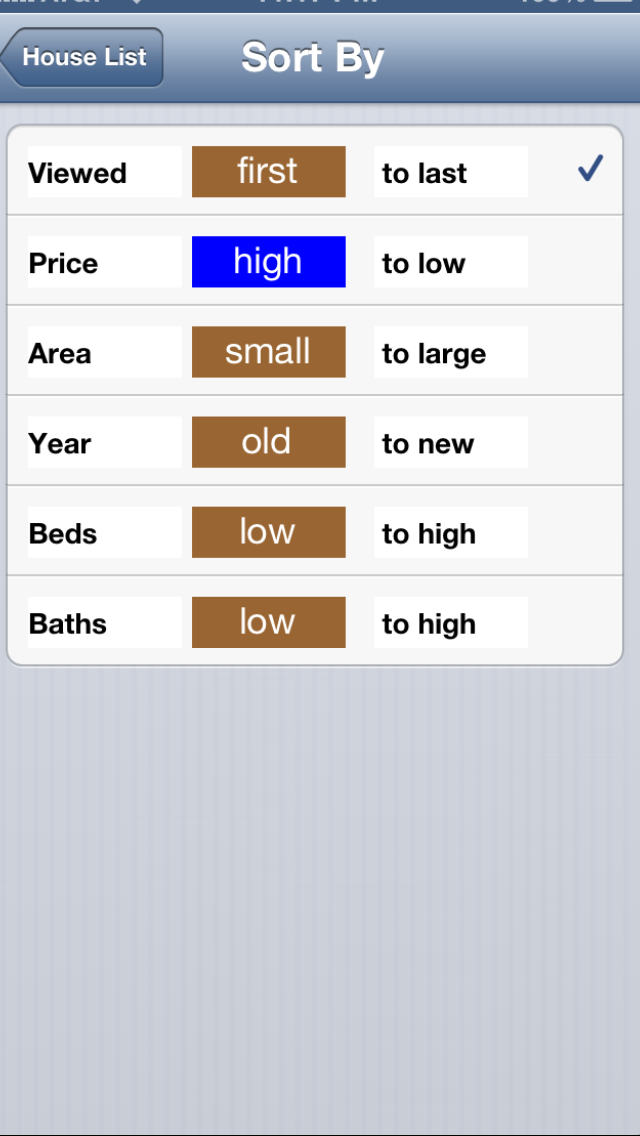 House List Sort By
Viewed first to last
Price high to low
Area small to large
Year old to new
Beds low to high
Baths low to high